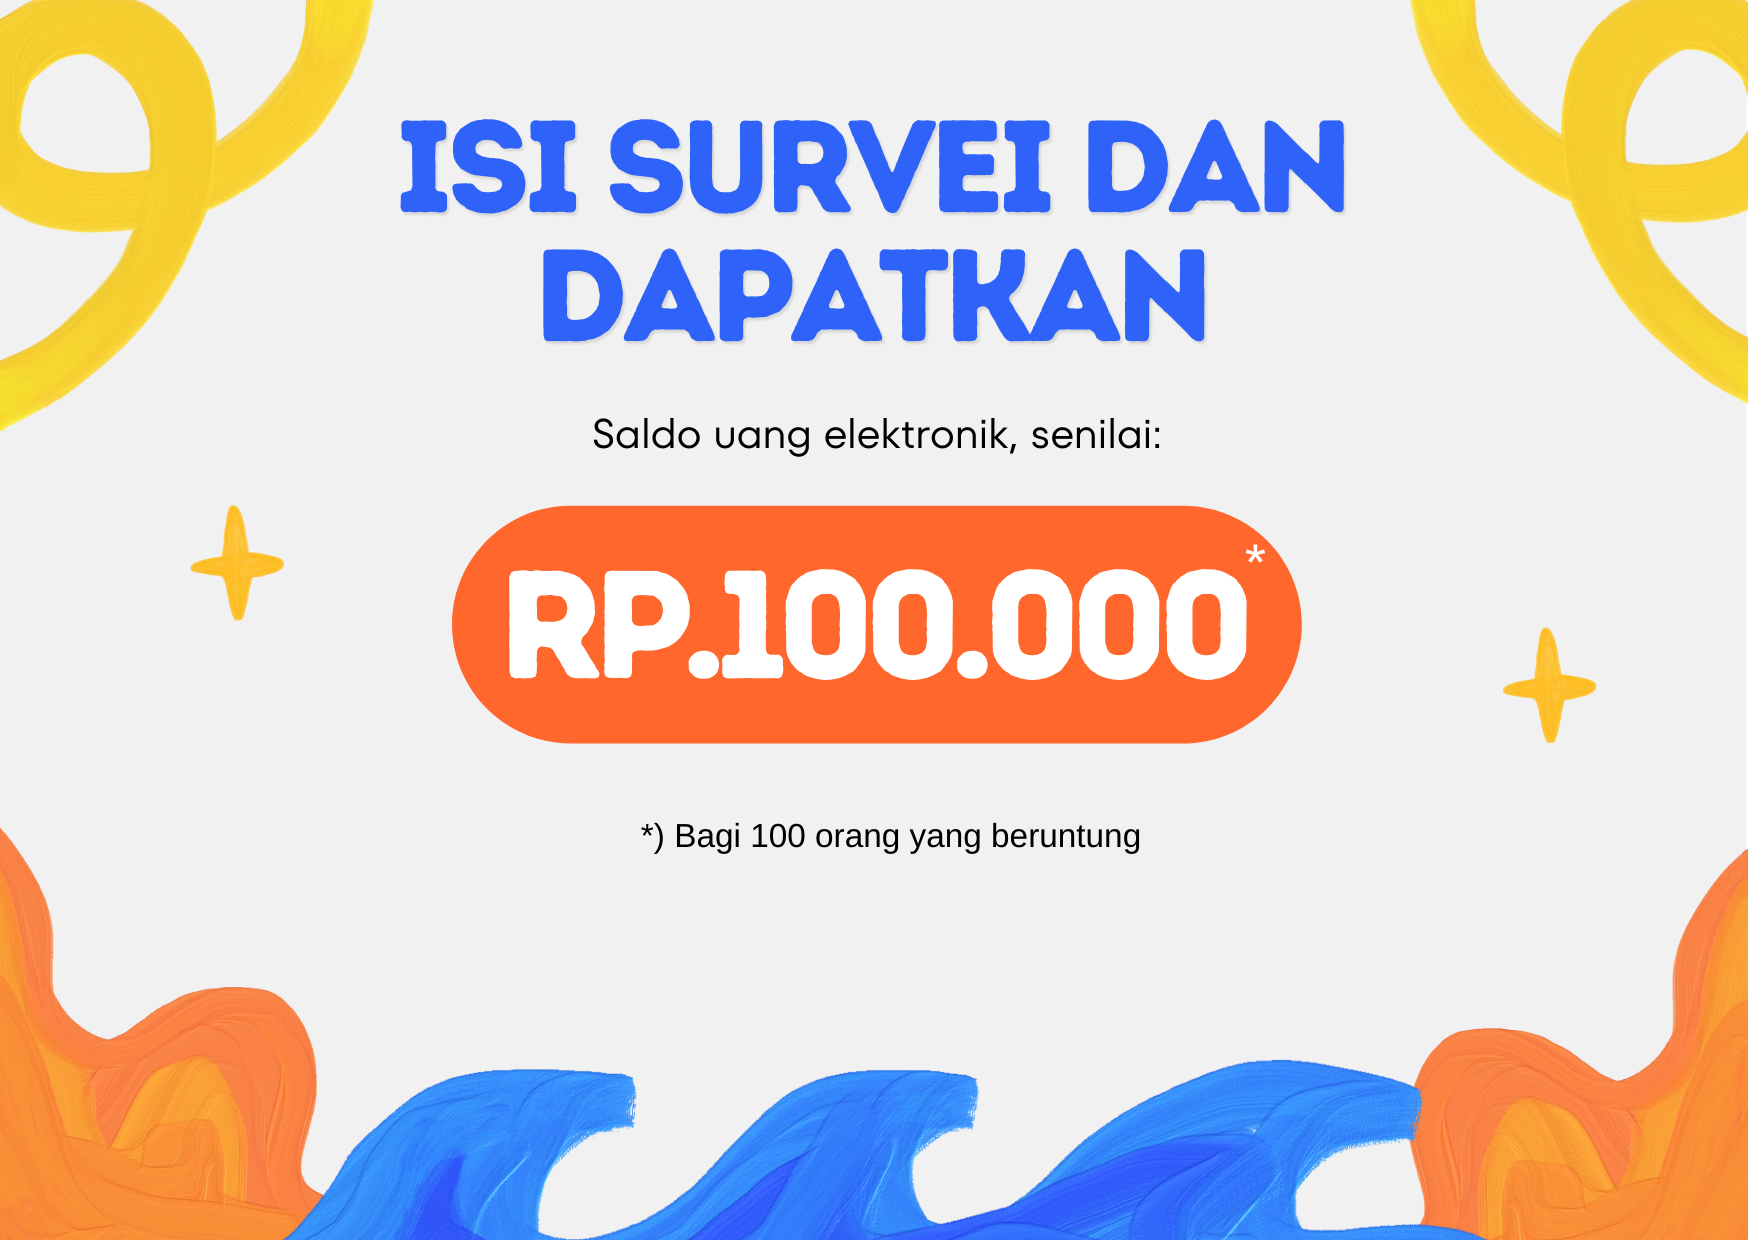 ISI SURVEI DAN
DAPATKAN
Saldo uang elektronik, senilai:
RP.100.000*
*) Bagi 100 orang yang beruntung